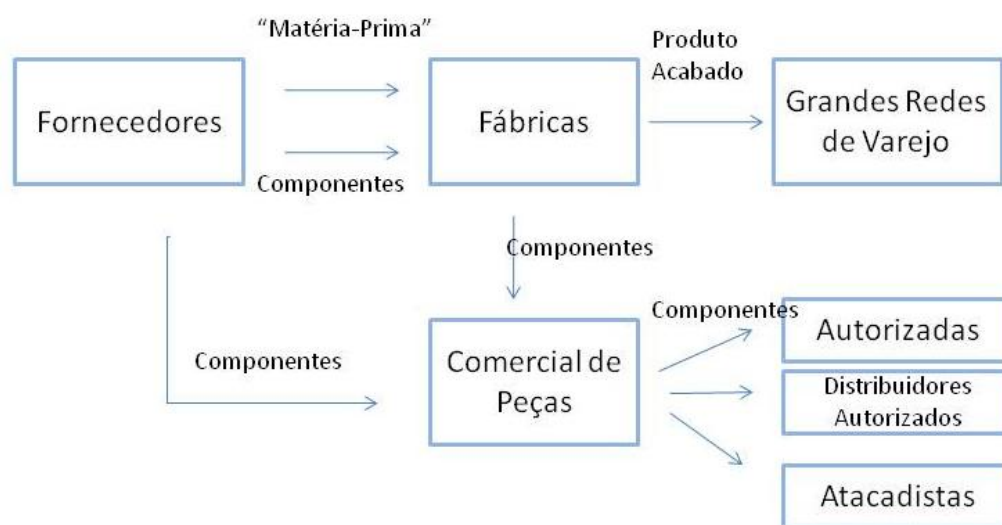 “Matéria-Prima”
Produto
Acabado
Fornecedores
Fábricas
Grandes Redes
de Varejo
Componentes
Componentes
Componentes
Componentes
Comercial de
Peças
Autorizadas
Distribuidores
Autorizados
Atacadistas